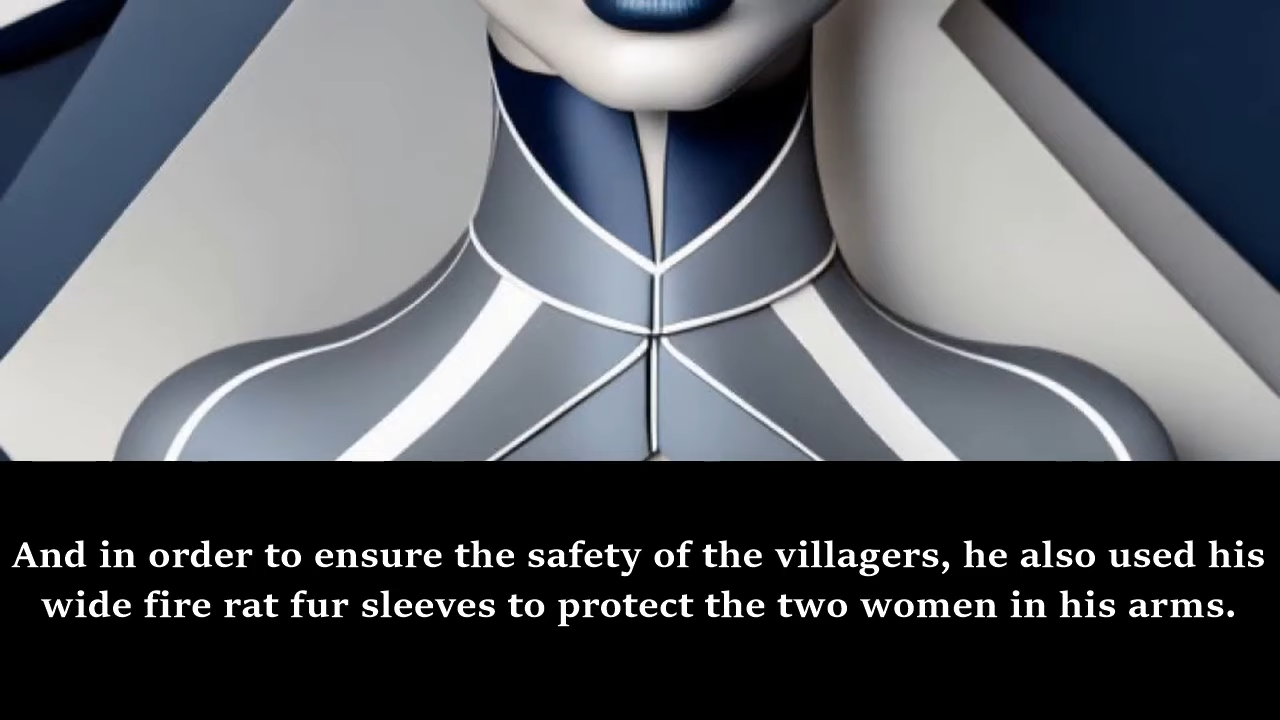 And in order to ensure the safety of the villagers, he also used his
wide fire rat fur sleeves to protect the two women in his arms.